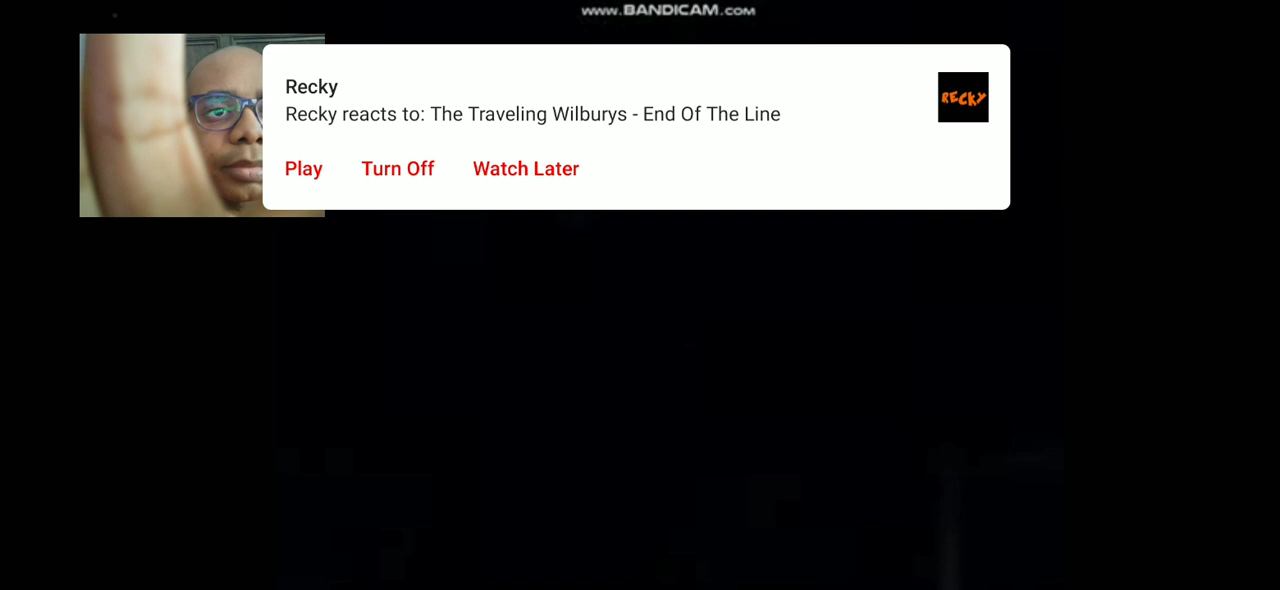 www.BANDICAM.com
Recky
Recky reacts to: The Traveling Wilburys - End Of The Line
RECKY
Play Turn Off Watch Later